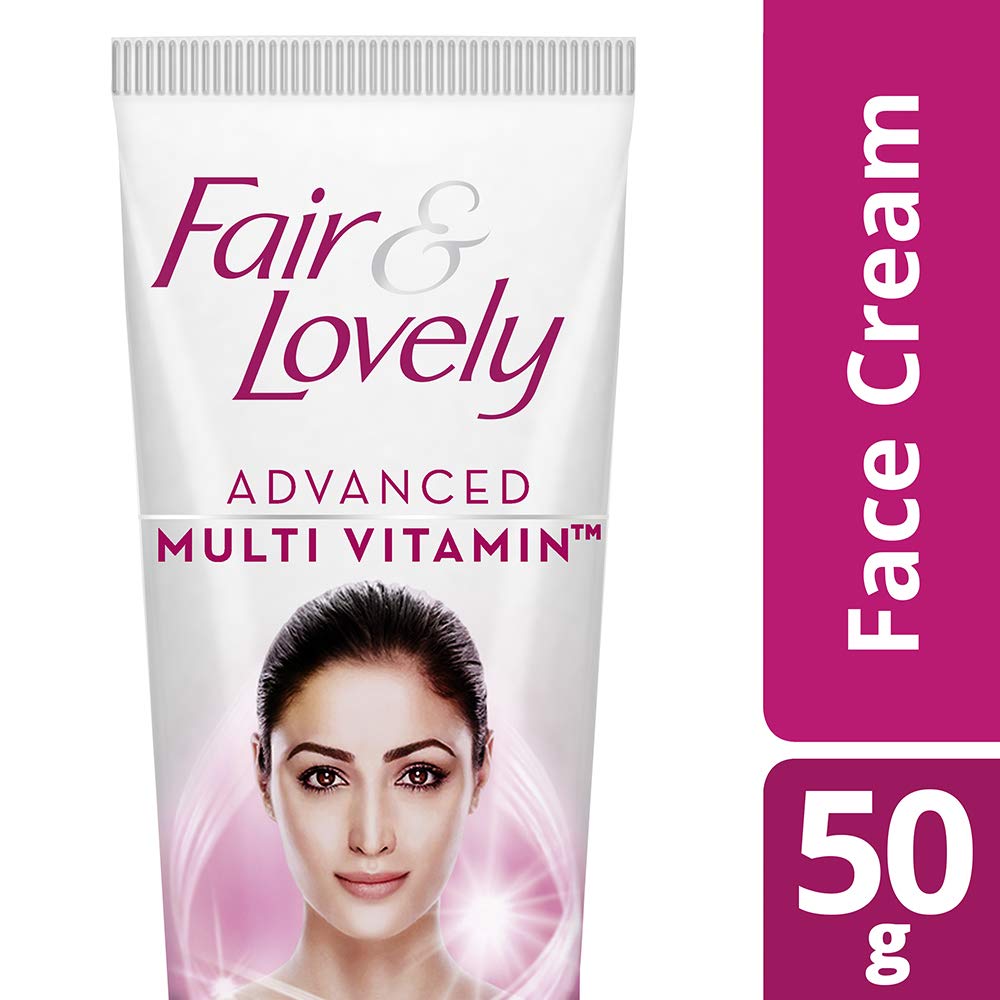 Fair &
Lovely
ADVANCED
MULTI VITAMIN™
Face Cream
50
g